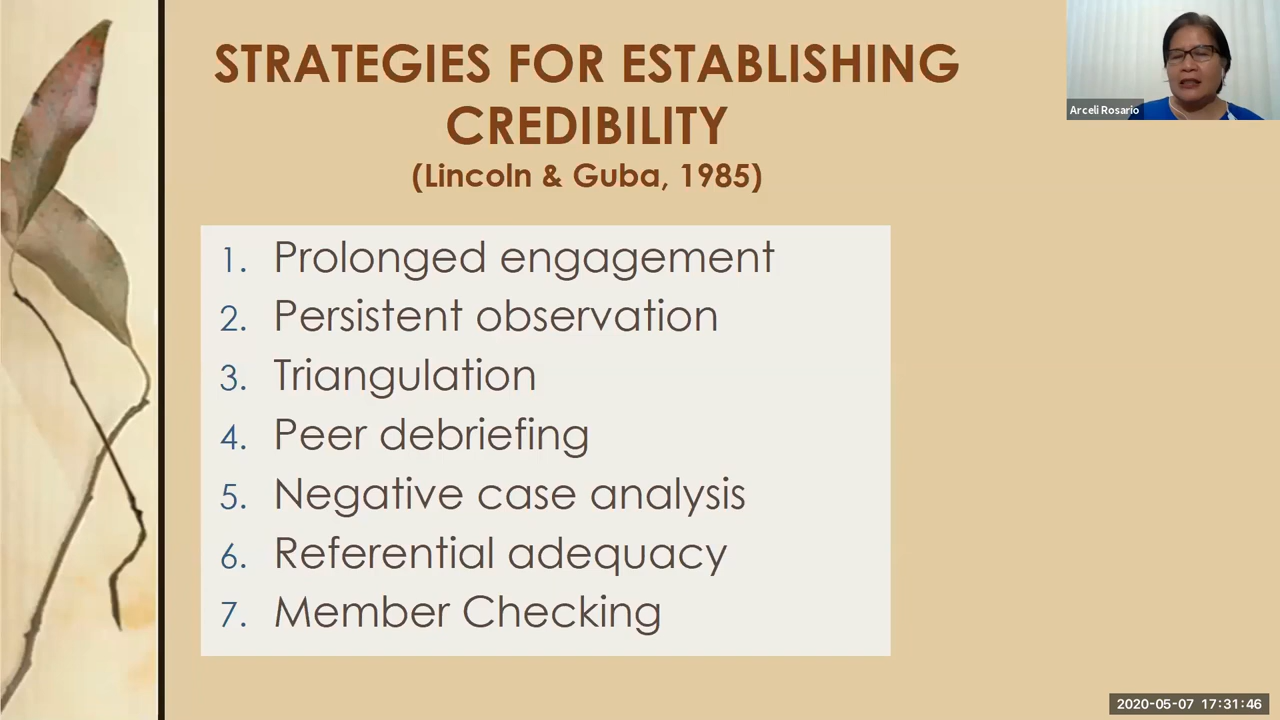 STRATEGIES FOR ESTABLISHING
CREDIBILITY
(Lincoln & Guba, 1985)
Arceli Rosario
1. Prolonged engagement
2. Persistent observation
3. Triangulation
4. Peer debriefing
5. Negative case analysis
6. Referential adequacy
7. Member Checking
2020-05-07 17:31:46